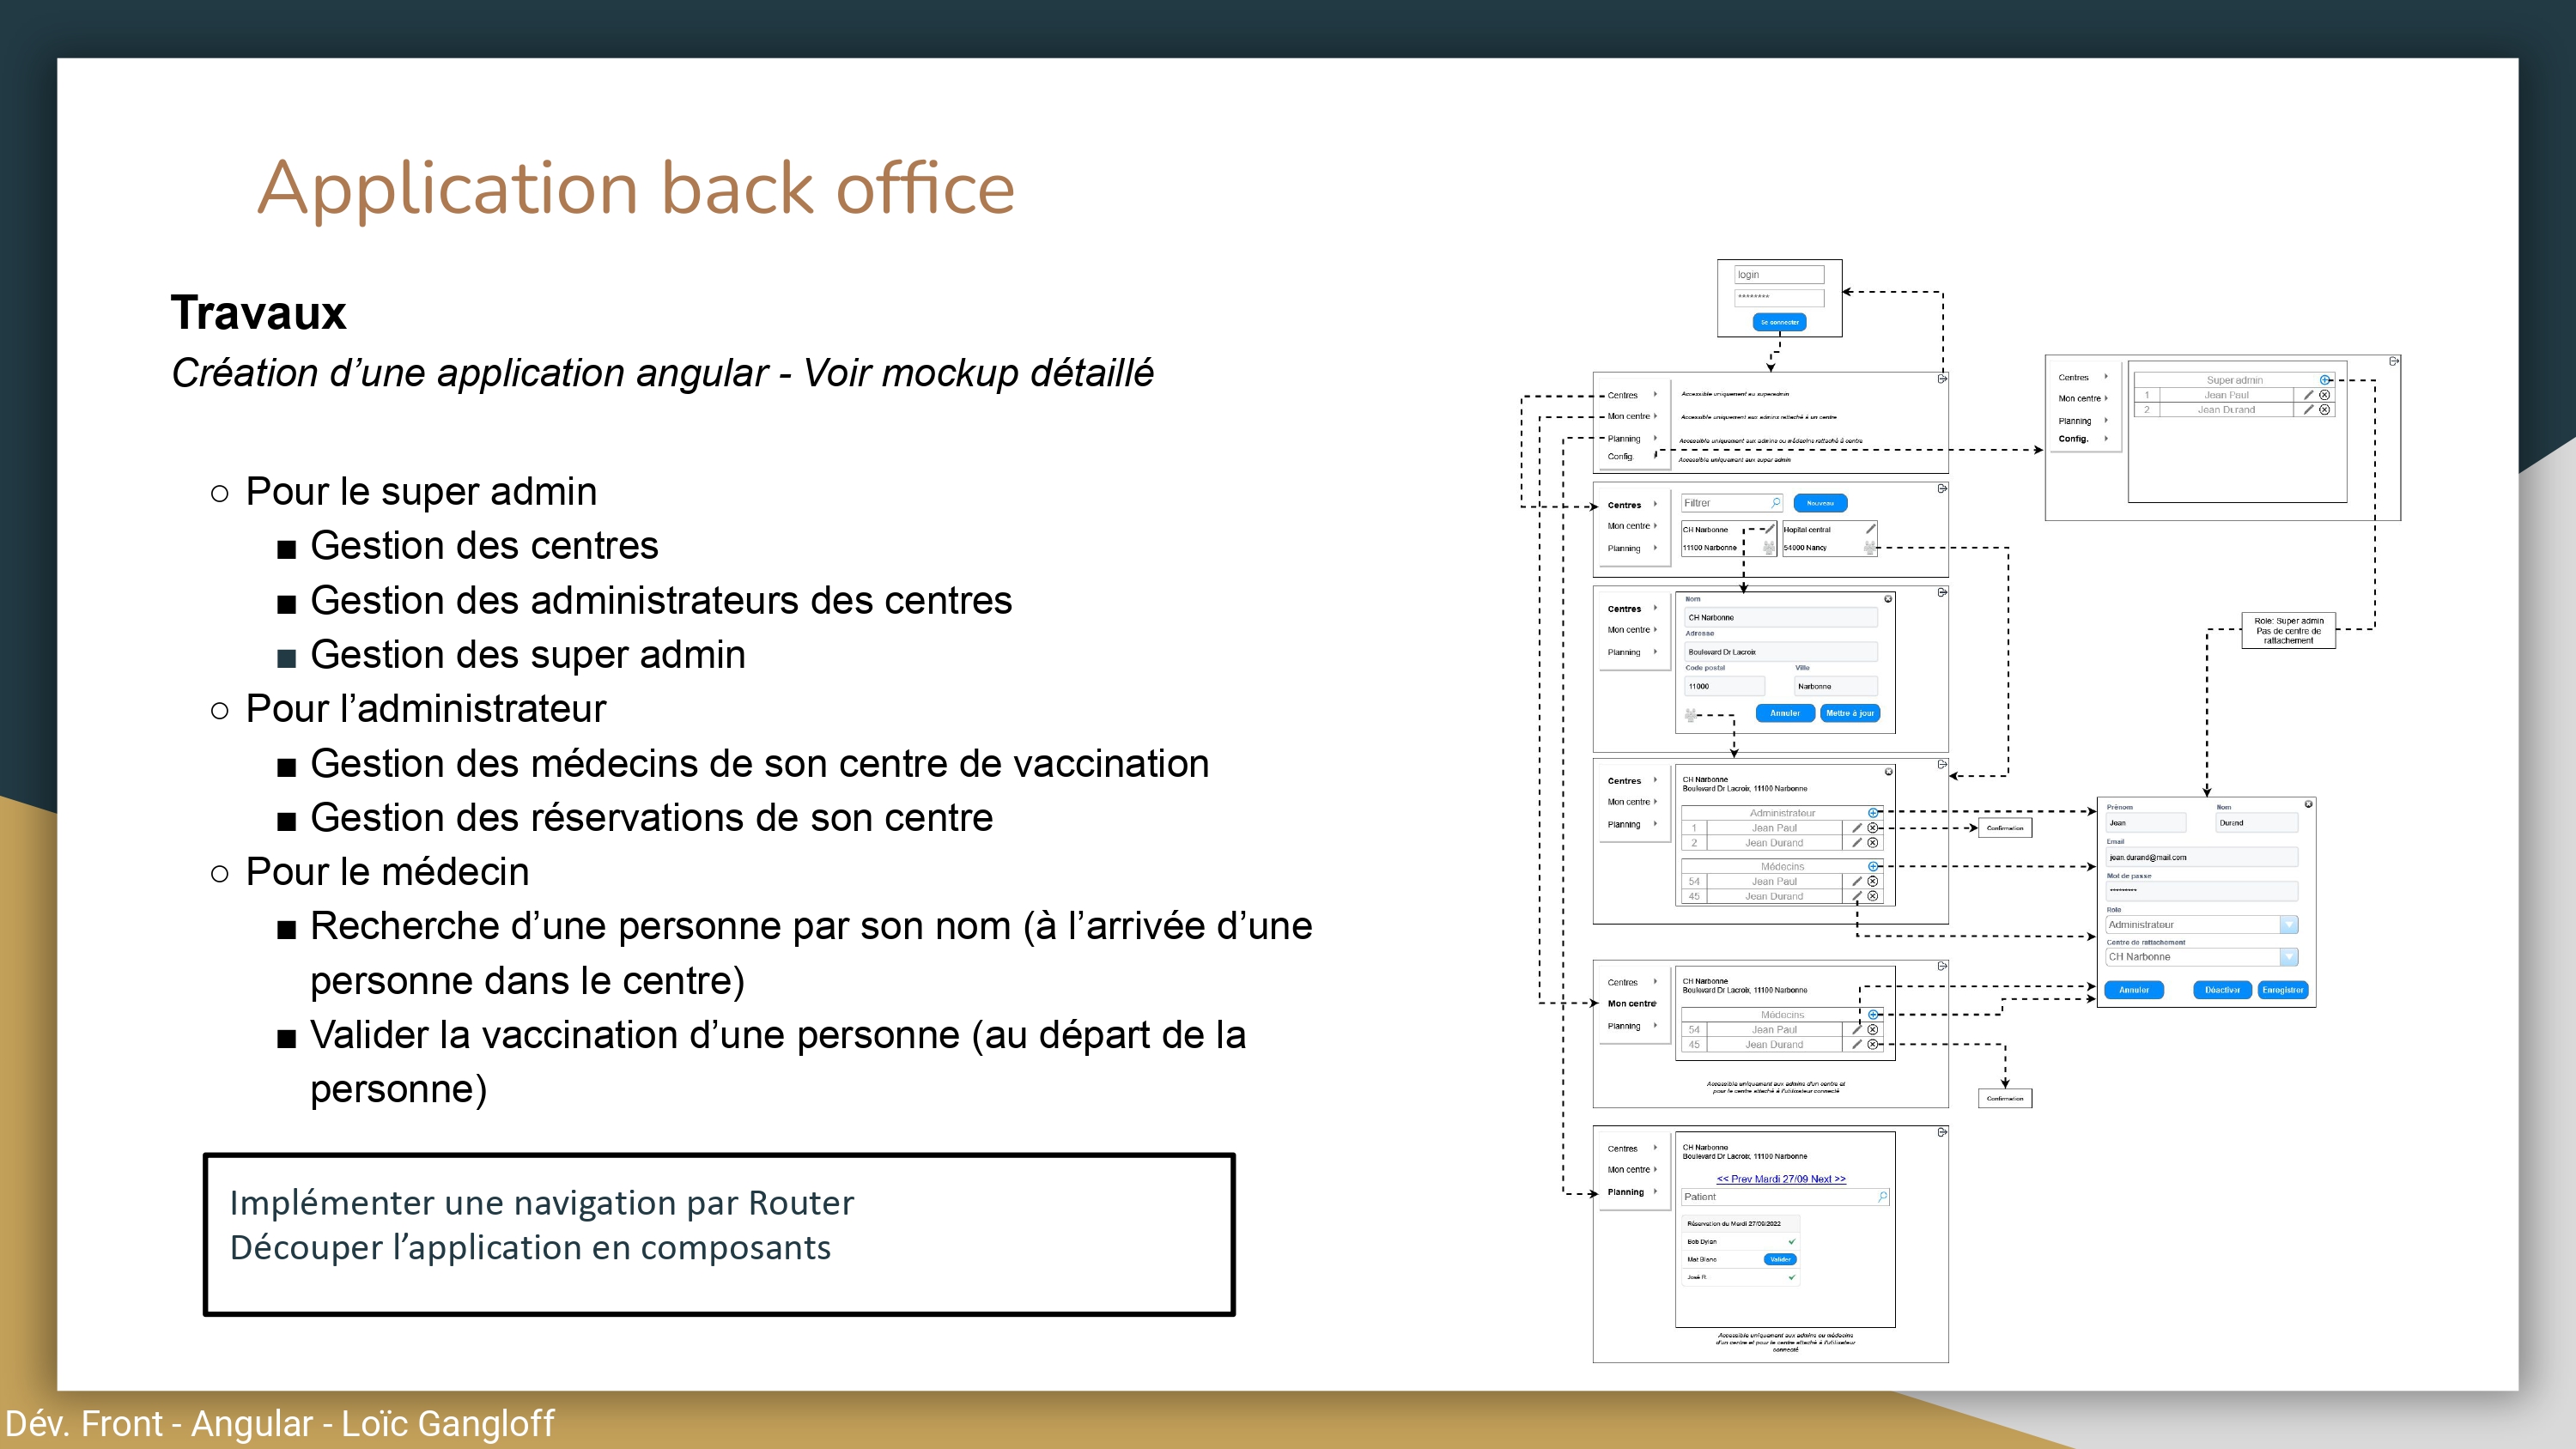 Application back office
Travaux
Création d’une application angular - Voir mockup détaillé
○ Pour le super admin
■ Gestion des centres
■ Gestion des administrateurs des centres
■ Gestion des super admin
○ Pour l’administrateur
■ Gestion des médecins de son centre de vaccination
■ Gestion des réservations de son centre
○ Pour le médecin
■ Recherche d’une personne par son nom (à l’arrivée d’une
personne dans le centre)
■ Valider la vaccination d’une personne (au départ de la
personne)
Implémenter une navigation par Router
Découper l’application en composants
login
********
Se connecter
Centres
Accessible uniquement au superadmin
Mon centre
Accessible uniquement aux admins rattaché à un centre
Planning
Accessible uniquement aux admins ou médecins rattaché à centre
Config.
Accessible uniquement aux super admin
Centres
Mon centre
Planning
Config.
Super admin
1 Jean Paul
2 Jean Durand
Centres
Mon centre
Planning
Filtrer
Nouveau
CH Narbonne
11100 Narbonne
Hopital central
54000 Nancy
Centres
Mon centre
Planning
Nom
CH Narbonne
Adresse
Boulevard Dr Lacroix
Code postal Ville
11000 Narbonne
Annuler Mettre à jour
Role: Super admin
Pas de centre de
rattachement
Centres
Mon centre
Planning
CH Narbonne
Boulevard Dr Lacroix, 11100 Narbonne
Administrateur
1 Jean Paul
2 Jean Durand
Médecins
54 Jean Paul
45 Jean Durand
Confirmation
Prénom Nom
Jean Durand
Email
jean.durand@mail.com
Mot de passe
*********
Role
Administrateur
Centre de rattachement
CH Narbonne
Annuler Désactiver Enregistrer
Centres
Mon centre
Planning
CH Narbonne
Boulevard Dr Lacroix, 11100 Narbonne
Médecins
54 Jean Paul
45 Jean Durand
Accessible uniquement aux admins d'un centre et
pour le centre attaché à l'utilisateur connecté
Confirmation
Centres
Mon centre
Planning
CH Narbonne
Boulevard Dr Lacroix, 11100 Narbonne
<< Prev Mardi 27/09 Next >>
Patient
Réservation du Mardi 27/09/2022
Bob Dylan
Mat Blanc
Valider
José R.
Accessible uniquement aux admins ou médecins
d'un centre et pour le centre attaché à l'utilisateur
connecté
Dév. Front - Angular - Loïc Gangloff